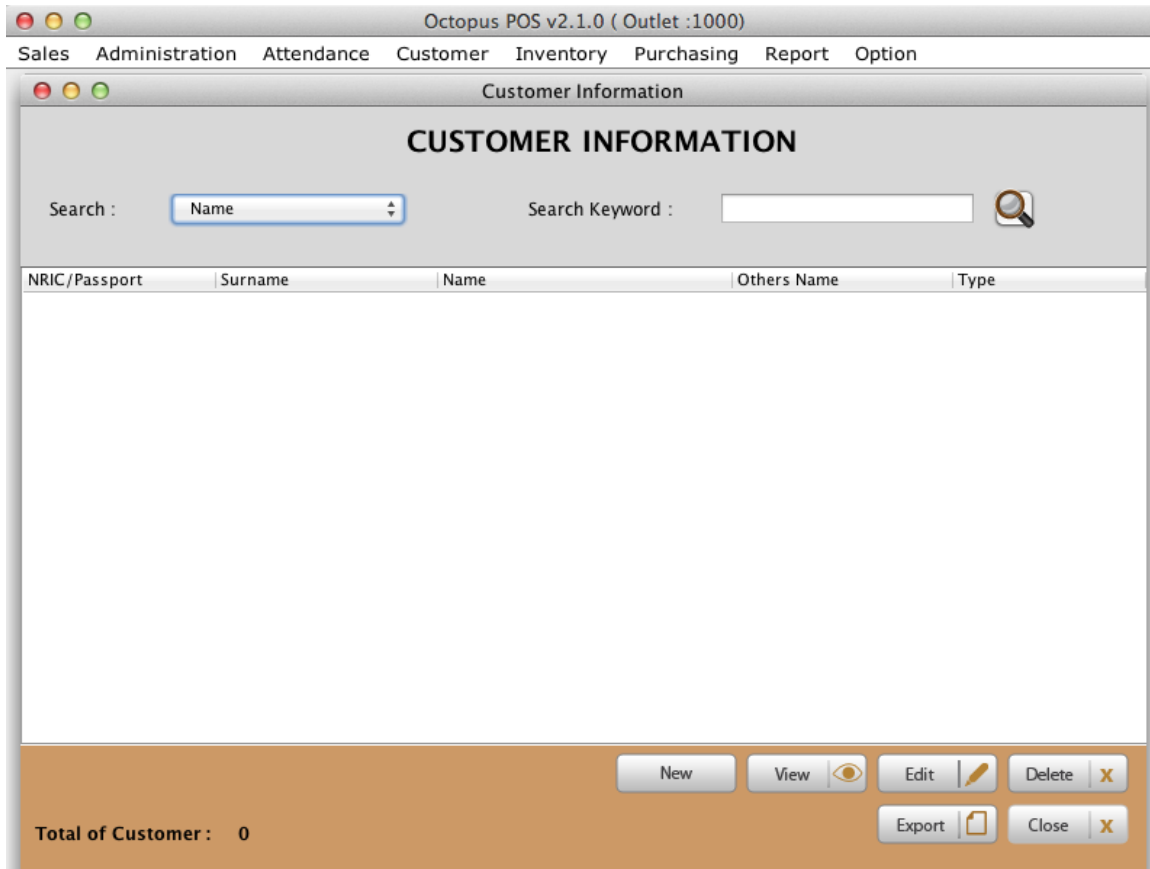 Octopus POS v2.1.0 ( Outlet :1000)
Sales Administration Attendance Customer Inventory Purchasing Report Option
Customer Information
CUSTOMER INFORMATION
Search : Name Search Keyword :
NRIC/Passport Surname Name Others Name Type
New View Edit Delete x
Export Close x
Total of Customer : 0